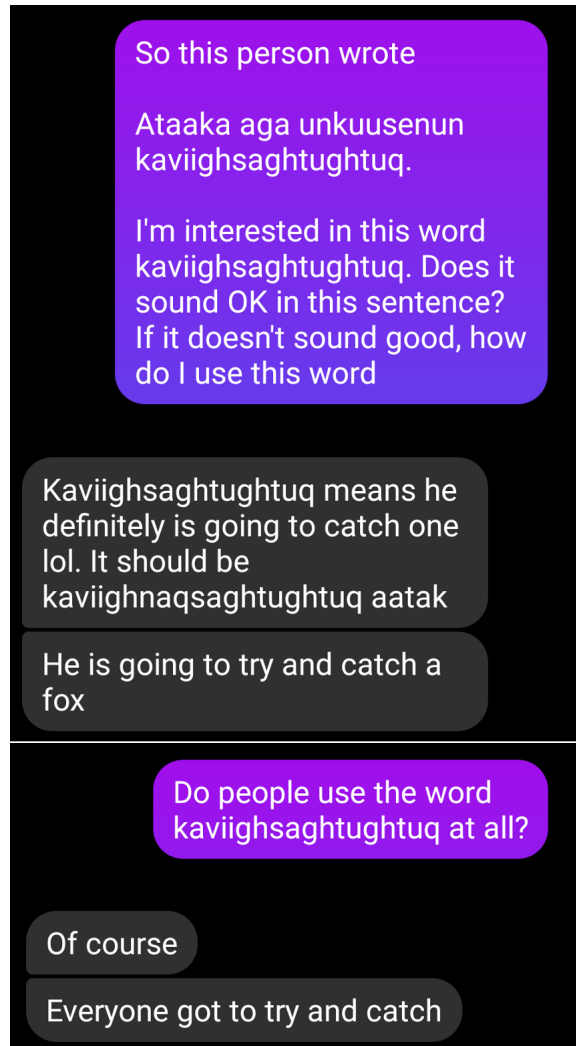 So this person wrote
Ataaka aga unkuusenun
kaviighsaghtughtuq.
I'm interested in this word
kaviighsaghtughtuq. Does it
sound OK in this sentence?
If it doesn't sound good, how
do I use this word
Kaviighsaghtughtuq means he
definitely is going to catch one
lol. It should be
kaviighnaqsaghtughtuq aatak
He is going to try and catch a
fox
Do people use the word
kaviighsaghtughtuq at all?
Of course
Everyone got to try and catch